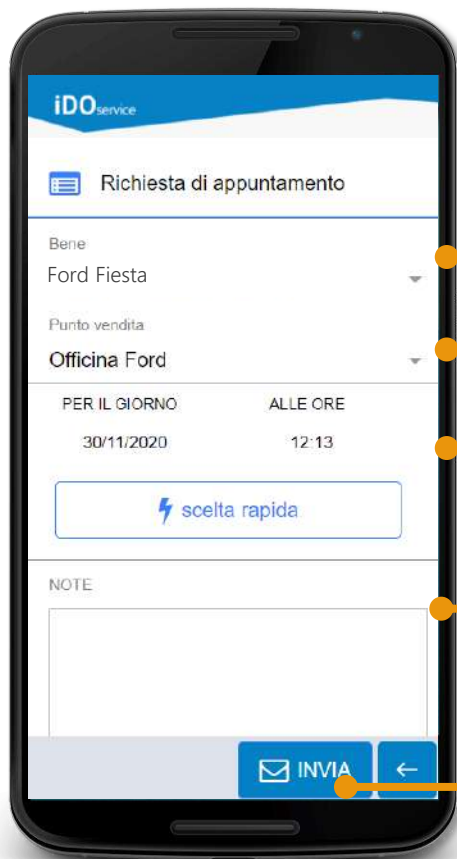 iDOservice
Richiesta di appuntamento
Bene
Ford Fiesta
Punto vendita
Officina Ford
PER IL GIORNO ALLE ORE
30/11/2020 12:13
scelta rapida
NOTE
INVIA